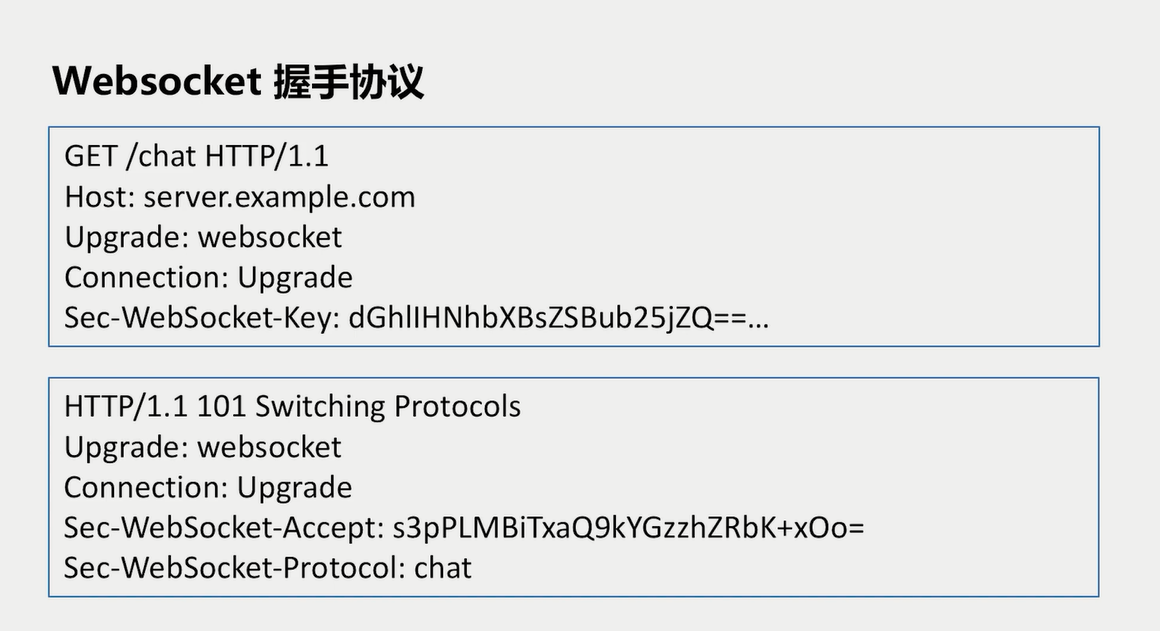 Websocket 握手协议
GET /chat HTTP/1.1
Host: server.example.com
Upgrade: websocket
Connection: Upgrade
Sec-WebSocket-Key: dGhlIHNhbXBsZSBub25jZQ==...
HTTP/1.1 101 Switching Protocols
Upgrade: websocket
Connection: Upgrade
Sec-WebSocket-Accept: s3pPLMBiTxaQ9kYGzzhZRbK+xOo=
Sec-WebSocket-Protocol: chat